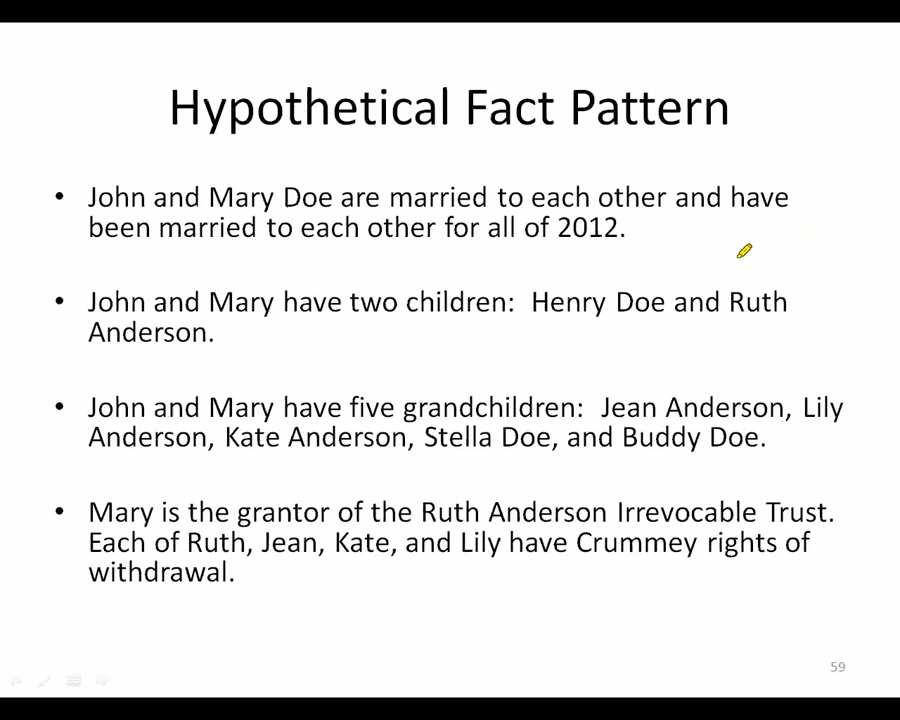 Hypothetical Fact Pattern
• John and Mary Doe are married to each other and have
been married to each other for all of 2012.
• John and Mary have two children:  Henry Doe and Ruth
Anderson.
• John and Mary have five grandchildren:  Jean Anderson, Lily
Anderson, Kate Anderson, Stella Doe, and Buddy Doe.
• Mary is the grantor of the Ruth Anderson Irrevocable Trust.
Each of Ruth, Jean, Kate, and Lily have Crummey rights of
withdrawal.
59